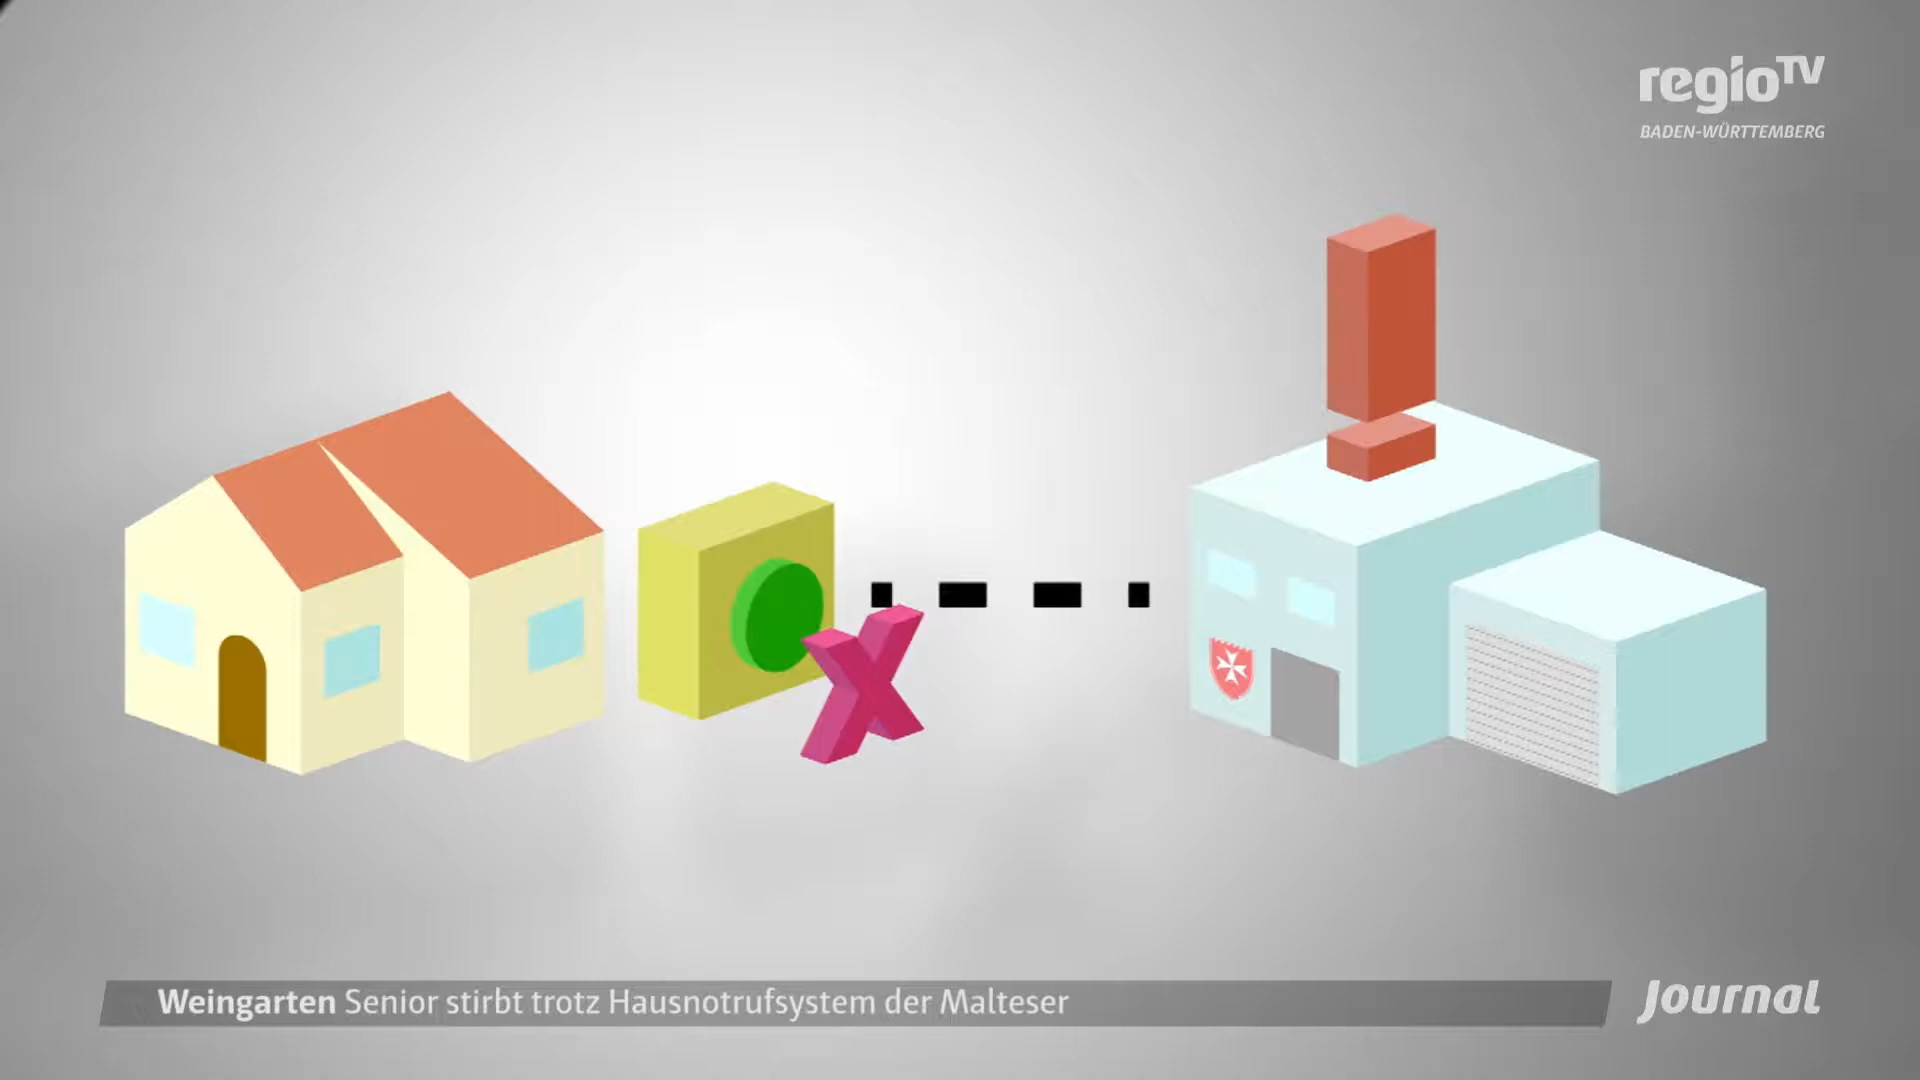 regioTV
BADEN-WÜRTTEMBERG
Weingarten Senior stirbt trotz Hausnotrufsystem der Malteser
Journal